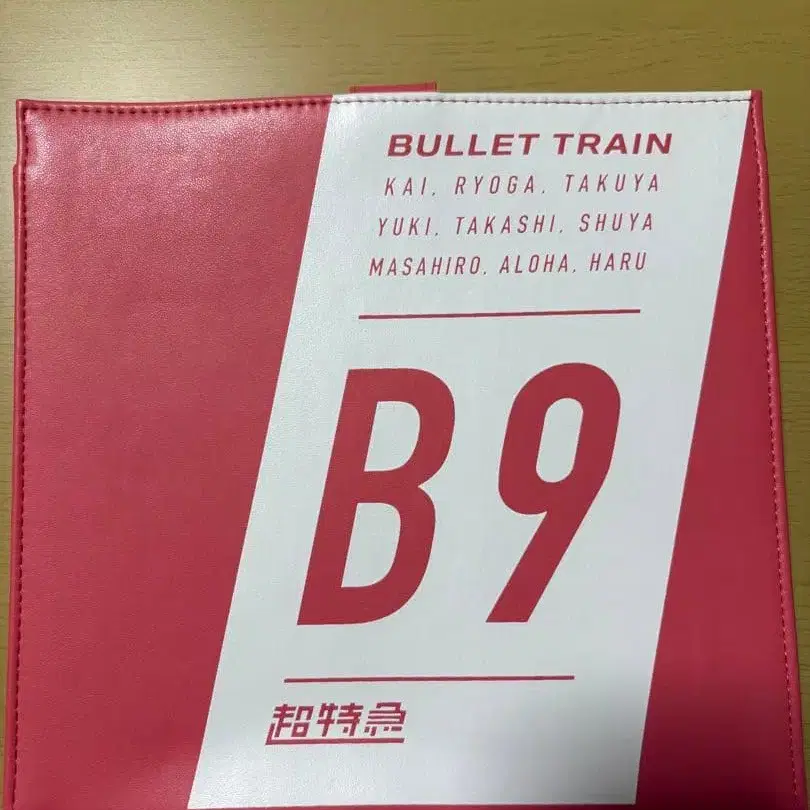 BULLET TRAIN
KAI, RYOGA, TAKUYA
YUKI, TAKASHI, SHUYA
MASAHIRO, ALOHA, HARU
B9
超特急